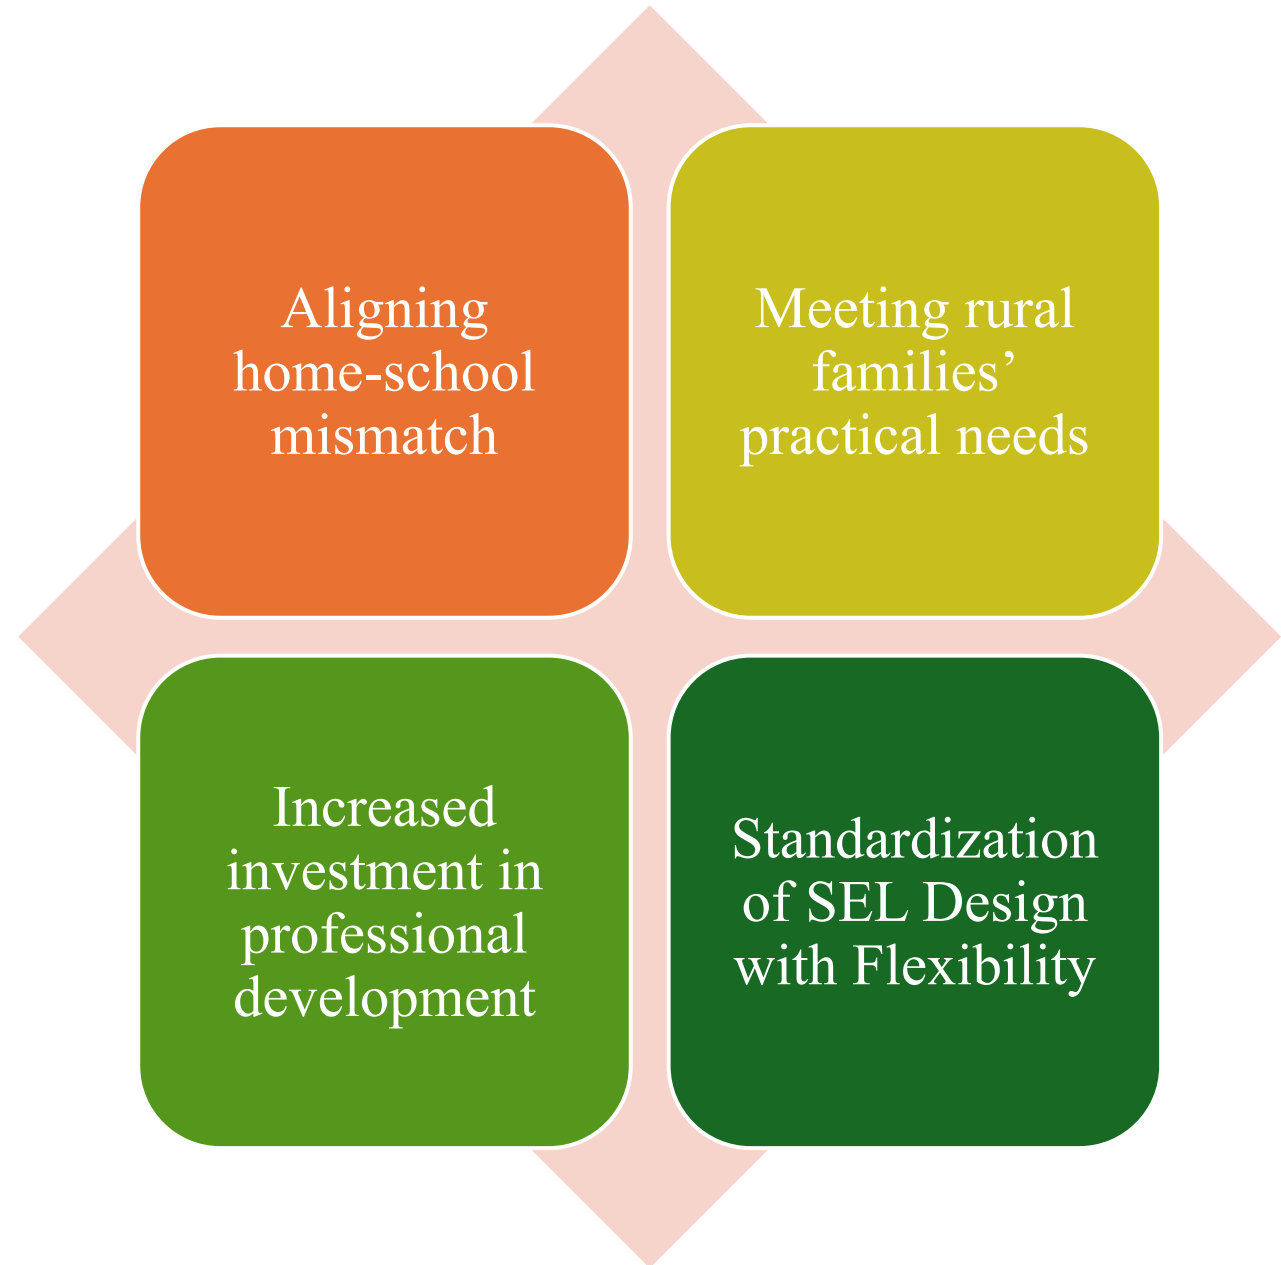 Aligning
home-school
mismatch
Meeting rural
families’
practical needs
Increased
investment in
professional
development
Standardization
of SEL Design
with Flexibility